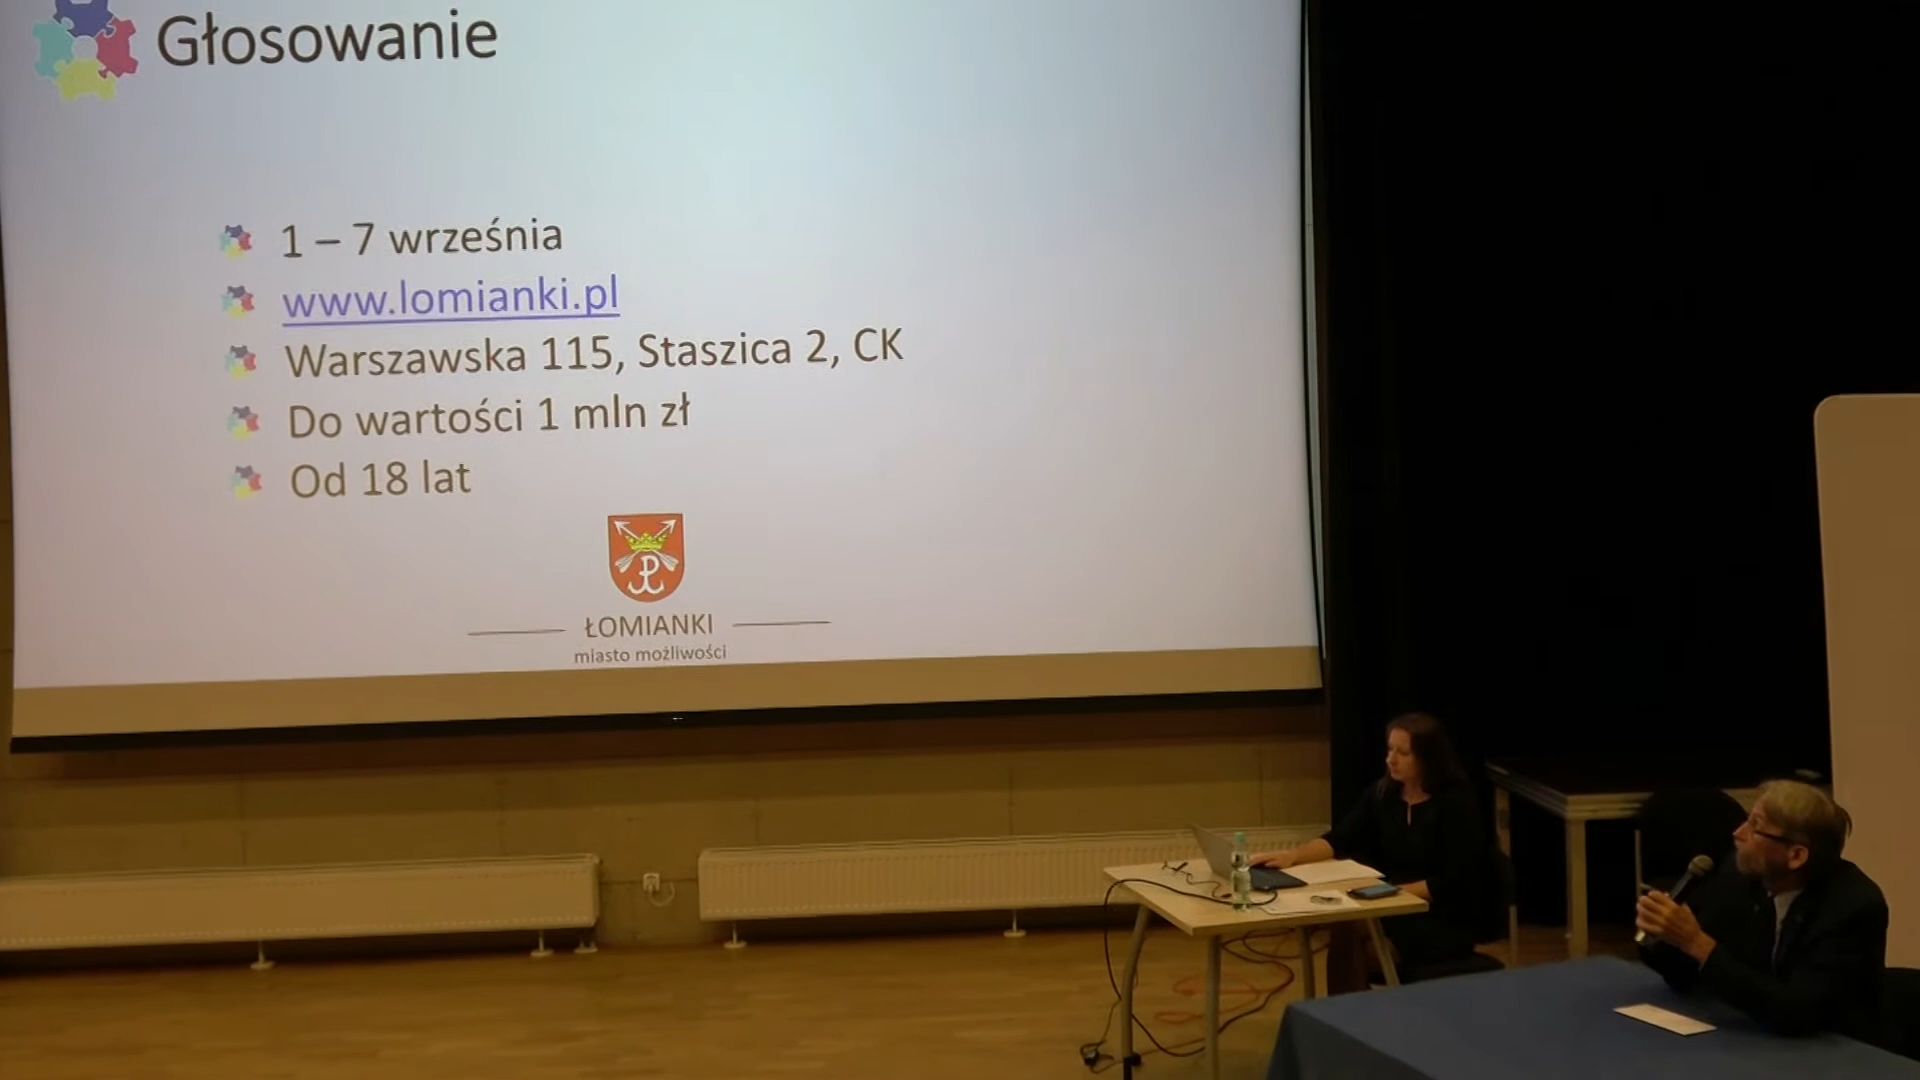 Głosowanie
1 – 7 września
www.lomianki.pl
Warszawska 115, Staszica 2, CK
Do wartości 1 mln zł
Od 18 lat
ŁOMIANKI
miasto możliwości